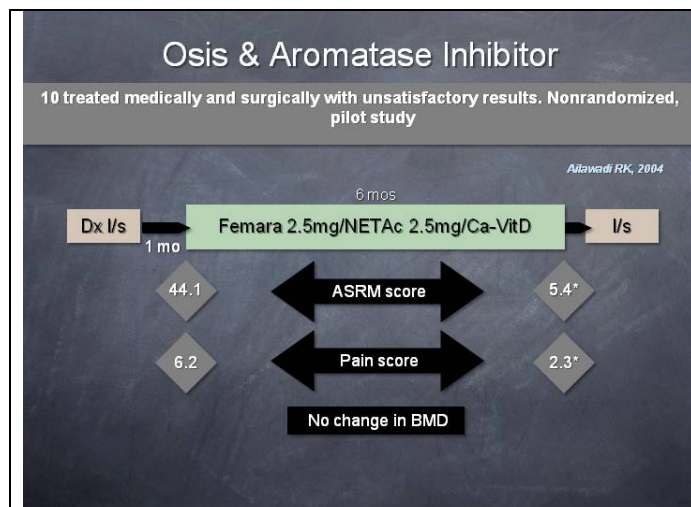 Osis & Aromatase Inhibitor
10 treated medically and surgically with unsatisfactory results. Nonrandomized,
pilot study
Ailawadi RK, 2004
6 mos
Dx l/s
1 mo
Femara 2.5mg/NETAc 2.5mg/Ca-VitD
l/s
44.1
ASRM score
5.4*
6.2
Pain score
2.3*
No change in BMD